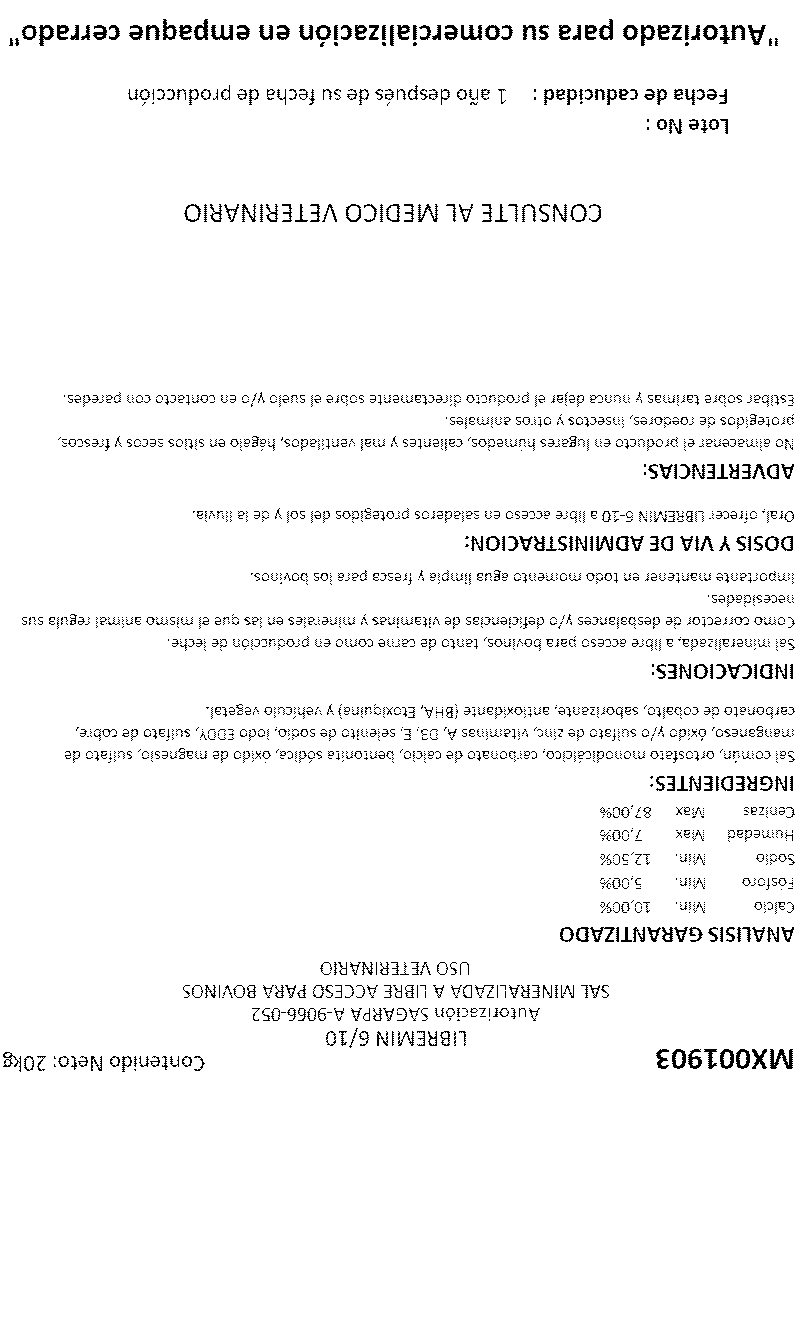 MX001903
Contenido Neto: 20kg
LIBREMIN 6/10
Autorización SAGARPA A-9066-052
SAL MINERALIZADA A LIBRE ACCESO PARA BOVINOS
USO VETERINARIO
ANALISIS GARANTIZADO
Calcio Min. 10,00%
Fósforo Min. 5,00%
Sodio Min. 12,50%
Humedad Max 7,00%
Cenizas Max 87,00%
INGREDIENTES:
Sal común, ortosfato monodicálcico, carbonato de calcio, bentonita sódica, óxido de magnesio, sulfato de
manganeso, óxido y/o sulfato de zinc, vitaminas A, D3, E, selenito de sodio, Iodo EDDY, sulfato de cobre,
carbonato de cobalto, saborizante, antioxidante (BHA, Etoxiquina) y vehículo vegetal.
INDICACIONES:
Sal mineralizada, a libre acceso para bovinos, tanto de carne como en producción de leche.
Como corrector de desbalances y/o deficiencias de vitaminas y minerales en las que el mismo animal regula sus
necesidades.
Importante mantener en todo momento agua limpia y fresca para los bovinos.
DOSIS Y VIA DE ADMINISTRACION:
Oral, ofrecer LIBREMIN 6-10 a libre acceso en saladeros protegidos del sol y de la lluvia.
ADVERTENCIAS:
No almacenar el producto en lugares húmedos, calientes y mal ventilados, hágalo en sitios secos y frescos,
protegidos de roedores, insectos y otros animales.
Estibar sobre tarimas y nunca dejar el producto directamente sobre el suelo y/o en contacto con paredes.
CONSULTE AL MEDICO VETERINARIO
Lote No :
Fecha de caducidad : 1 año después de su fecha de producción
"Autorizado para su comercialización en empaque cerrado"